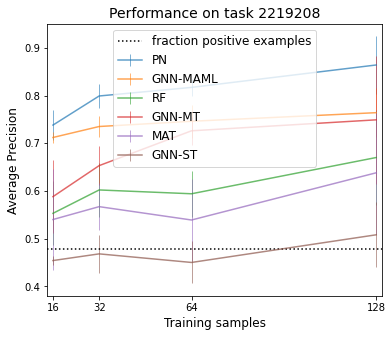 Performance on task 2219208
fraction positive examples
PN
GNN-MAML
RF
GNN-MT
MAT
GNN-ST
Average Precision
0.9
0.8
0.7
0.6
0.5
0.4
16 32 64 128
Training samples